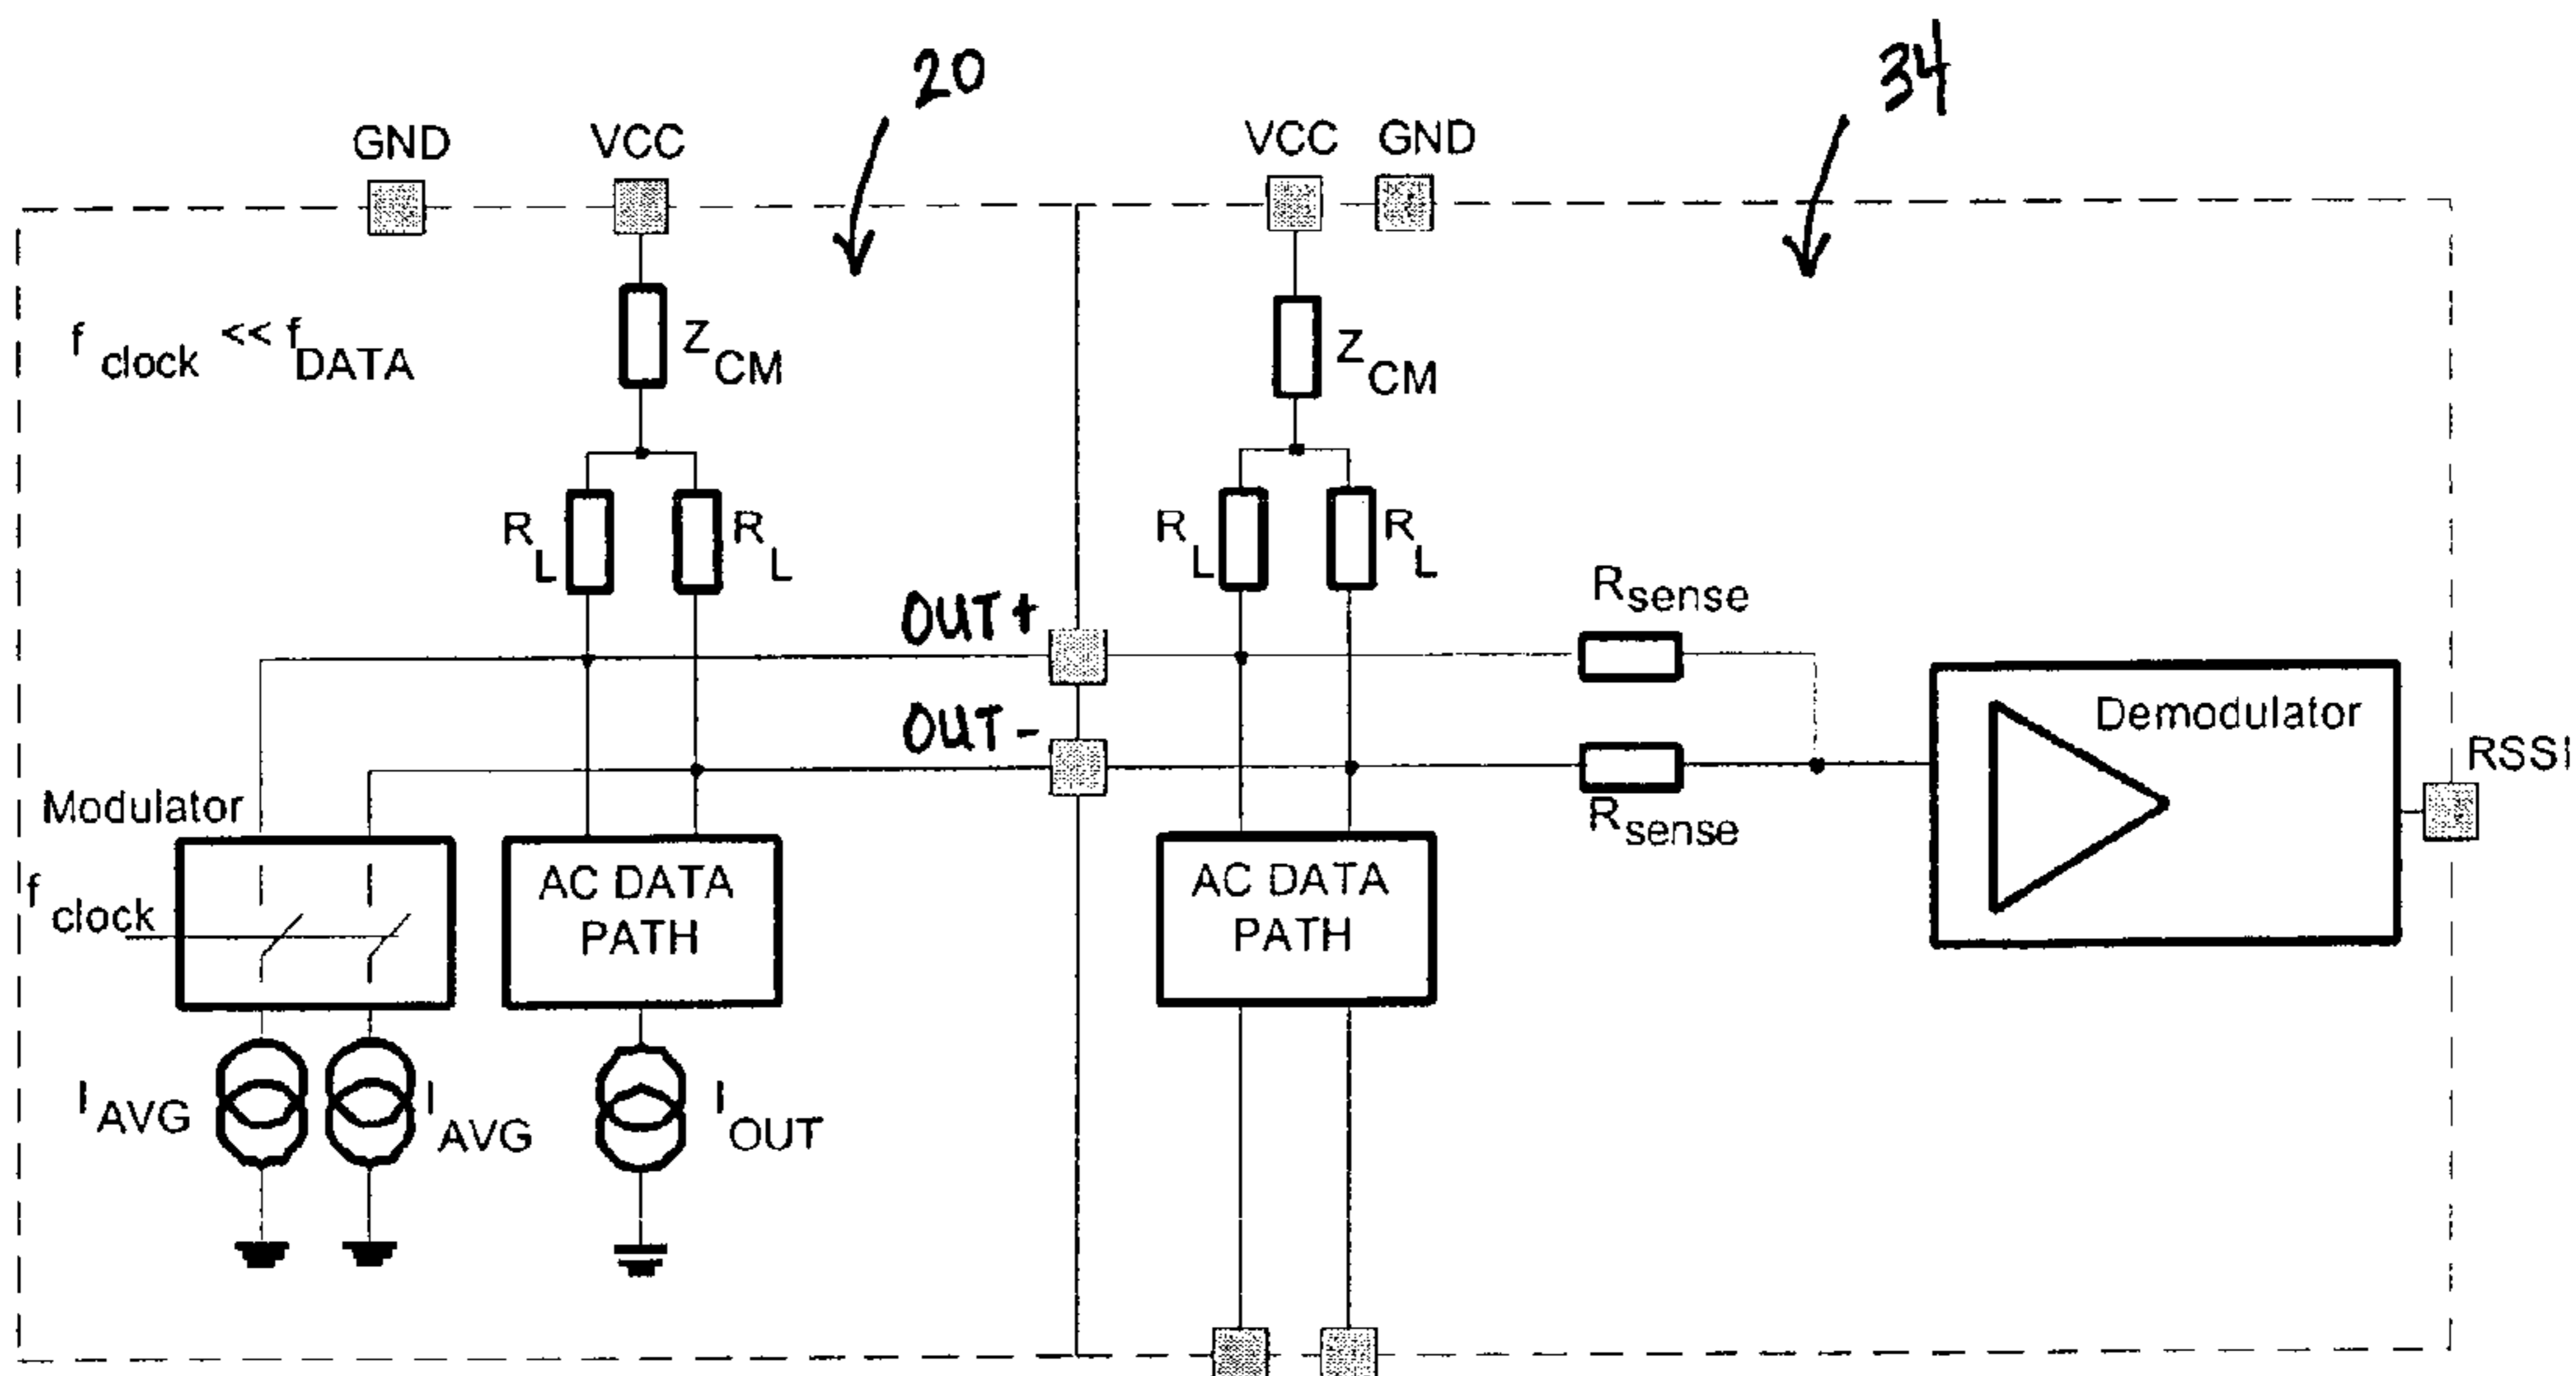 20
34
GND
VCC
VCC
GND
f clock << f DATA
Z CM
Z CM
R L
R L
R L
R L
OUT+
OUT-
R sense
R sense
Demodulator
RSSI
Modulator
f clock
AC DATA
PATH
AC DATA
PATH
I AVG
I AVG
I OUT